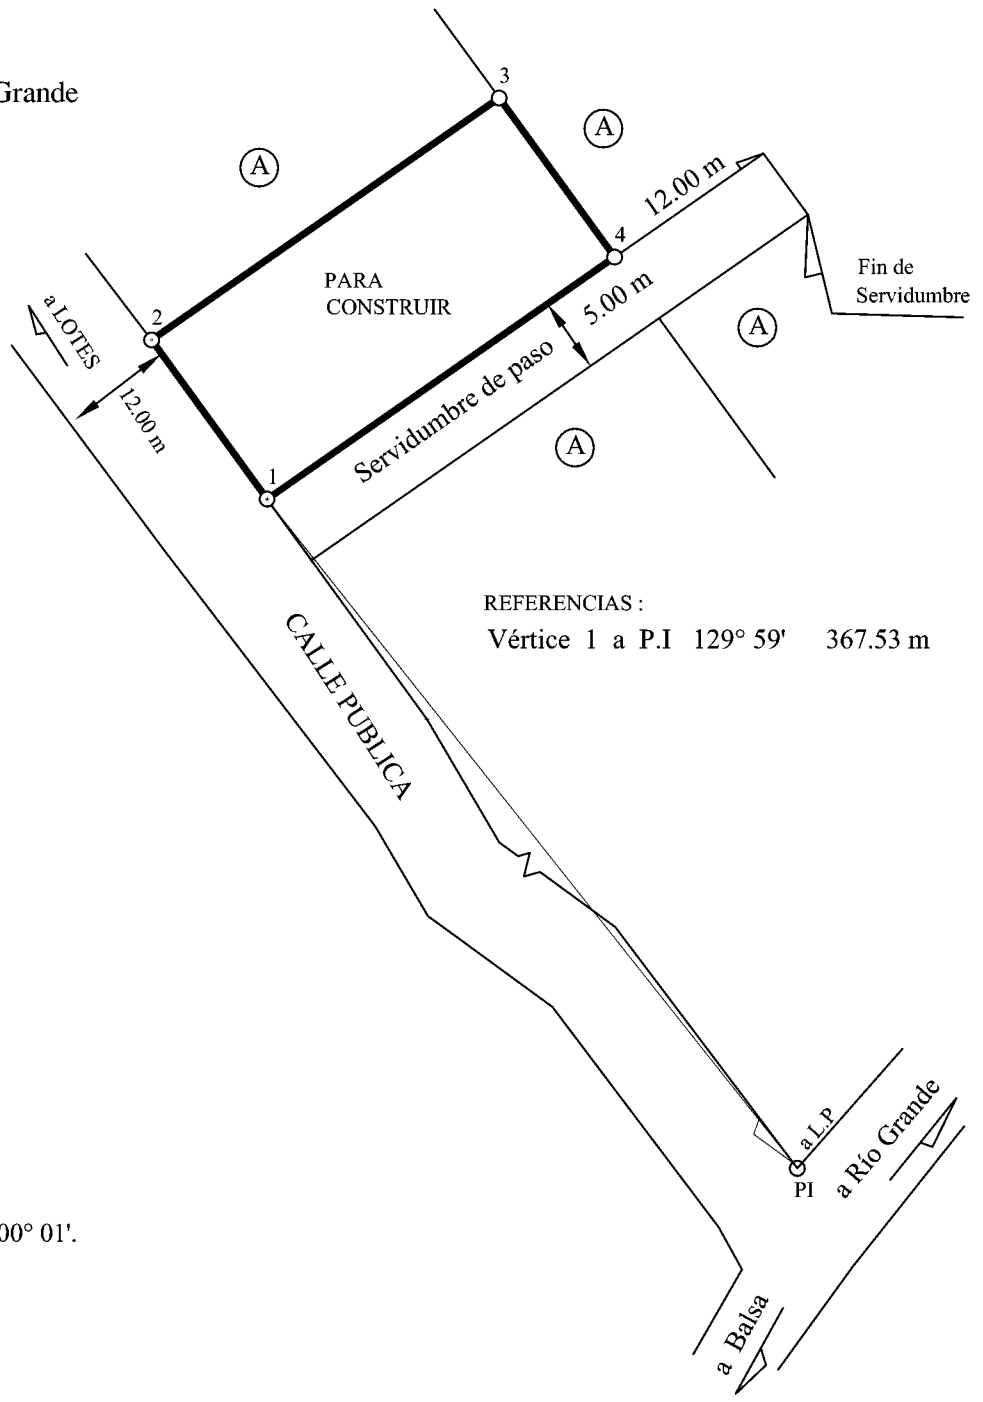 3
Grande
A
A
12.00 m
4
PARA
CONSTRUIR
5.00 m
Fin de
Servidumbre
a LOTES
2
A
12.00 m
Servidumbre de paso
A
1
REFERENCIAS :
Vértice 1 a P.I 129° 59' 367.53 m
CALLE PUBLICA
a L.P
a Río Grande
PI
00° 01'.
a Balsa